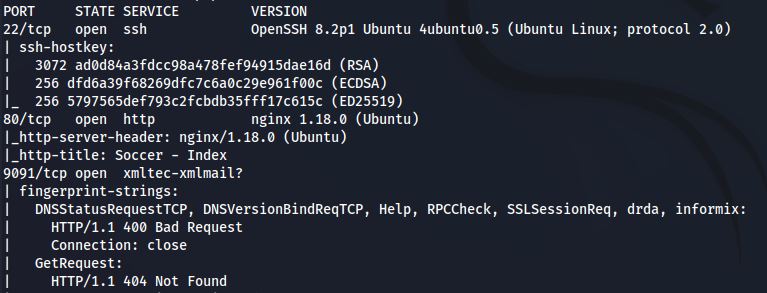 PORT     STATE SERVICE         VERSION
22/tcp   open  ssh             OpenSSH 8.2p1 Ubuntu 4ubuntu0.5 (Ubuntu Linux; protocol 2.0)
| ssh-hostkey:
|   3072 ad0d84a3fdcc98a478fef94915dae16d (RSA)
|   256 dfd6a39f68269dfc7c6a0c29e961f00c (ECDSA)
|_  256 5797565def793c2fcbdb35fff17c615c (ED25519)
80/tcp   open  http            nginx 1.18.0 (Ubuntu)
|_http-server-header: nginx/1.18.0 (Ubuntu)
|_http-title: Soccer - Index
9091/tcp open  xmltec-xmlmail?
| fingerprint-strings:
|   DNSStatusRequestTCP, DNSVersionBindReqTCP, Help, RPCCheck, SSLSessionReq, drda, informix:
|     HTTP/1.1 400 Bad Request
|     Connection: close
|   GetRequest:
|     HTTP/1.1 404 Not Found